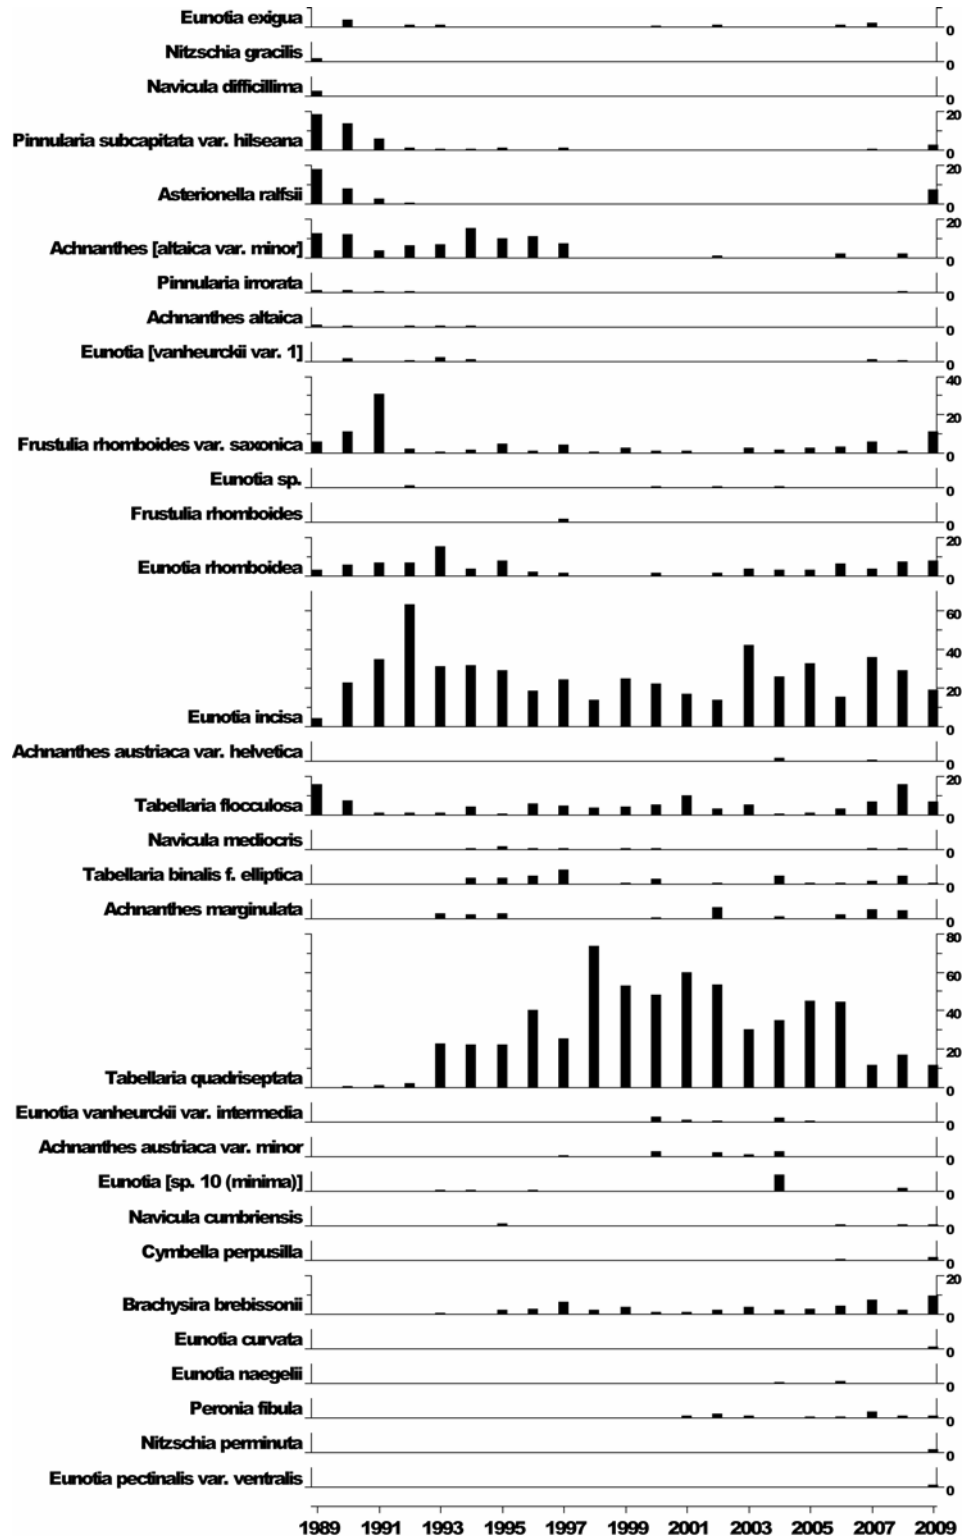 Eunotia exigua 0
Nitzschia gracilis 0
Navicula difficillima 0
20
Pinnularia subcapitata var. hilseana 0
20
Asterionella ralfsii 0
20
Achnanthes [altaica var. minor] 0
Pinnularia irrorata 0
Achnanthes altaica 0
Eunotia [vanheurckii var. 1] 0
40
20
Frustulia rhomboides var. saxonica 0
Eunotia sp. 0
Frustulia rhomboides 0
20
Eunotia rhomboidea 0
60
40
20
Eunotia incisa 0
Achnanthes austriaca var. helvetica 0
20
Tabellaria flocculosa 0
Navicula mediocris 0
Tabellaria binalis f. elliptica 0
Achnanthes marginulata 0
80
60
40
20
Tabellaria quadriseptata 0
Eunotia vanheurckii var. intermedia 0
Achnanthes austriaca var. minor 0
Eunotia [sp. 10 (minima)] 0
Navicula cumbriensis 0
Cymbella perpusilla 0
20
Brachysira brebissonii 0
Eunotia curvata 0
Eunotia naegelii 0
Peronia fibula 0
Nitzschia perminuta 0
Eunotia pectinalis var. ventralis 0
1989 1991 1993 1995 1997 1999 2001 2003 2005 2007 2009